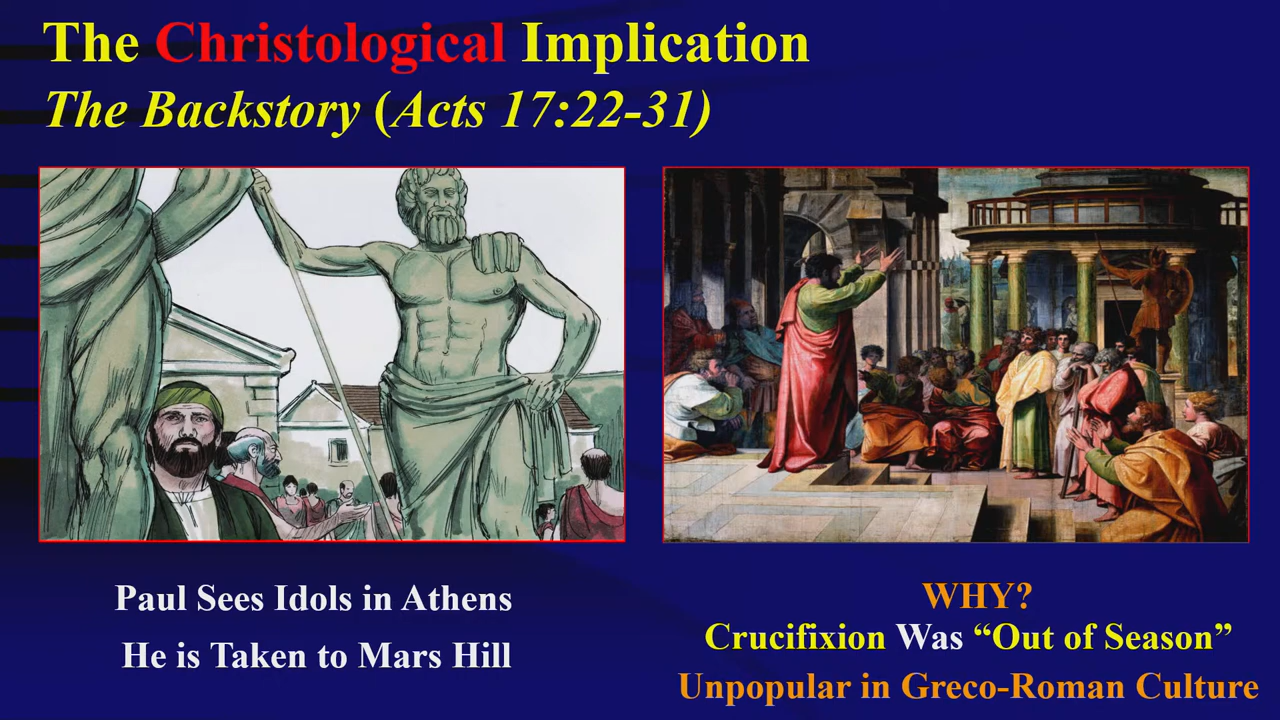 The Christological Implication
The Backstory (Acts 17:22-31)
Paul Sees Idols in Athens
He is Taken to Mars Hill
WHY?
Crucifixion Was “Out of Season”
Unpopular in Greco-Roman Culture